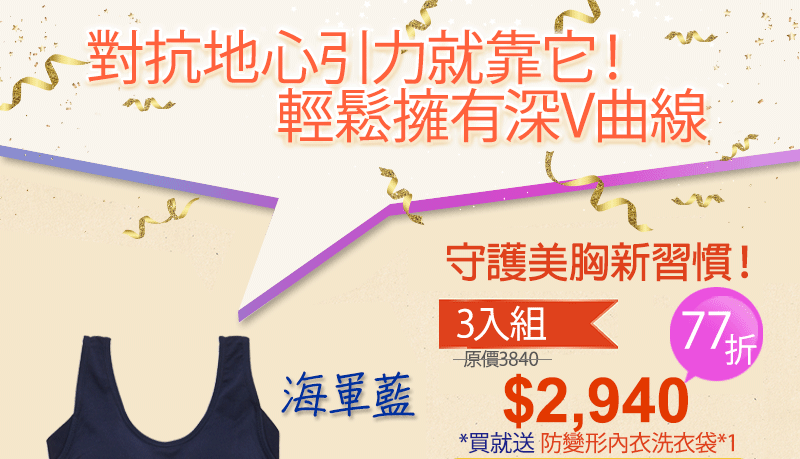 對抗地心引力就靠它！
輕鬆擁有深V曲線
守護美胸新習慣！
3入組
77折
原價3840
$2,940
海軍藍
*買就送 防變形內衣洗衣袋*1